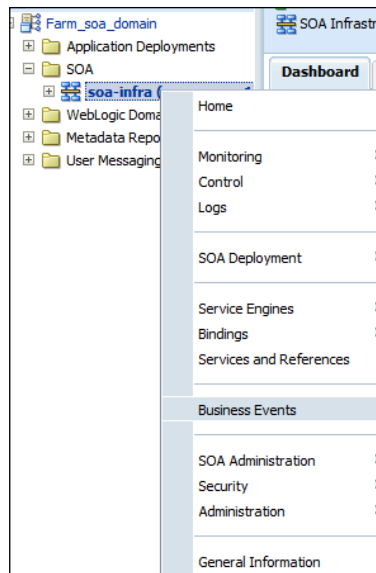 Farm_soa_domain
Application Deployments
SOA
soa-infra (
WebLogic Doma
Metadata Repo
User Messaging
SOA Infrastr
Dashboard
Home
Monitoring
Control
Logs
SOA Deployment
Service Engines
Bindings
Services and References
Business Events
SOA Administration
Security
Administration
General Information